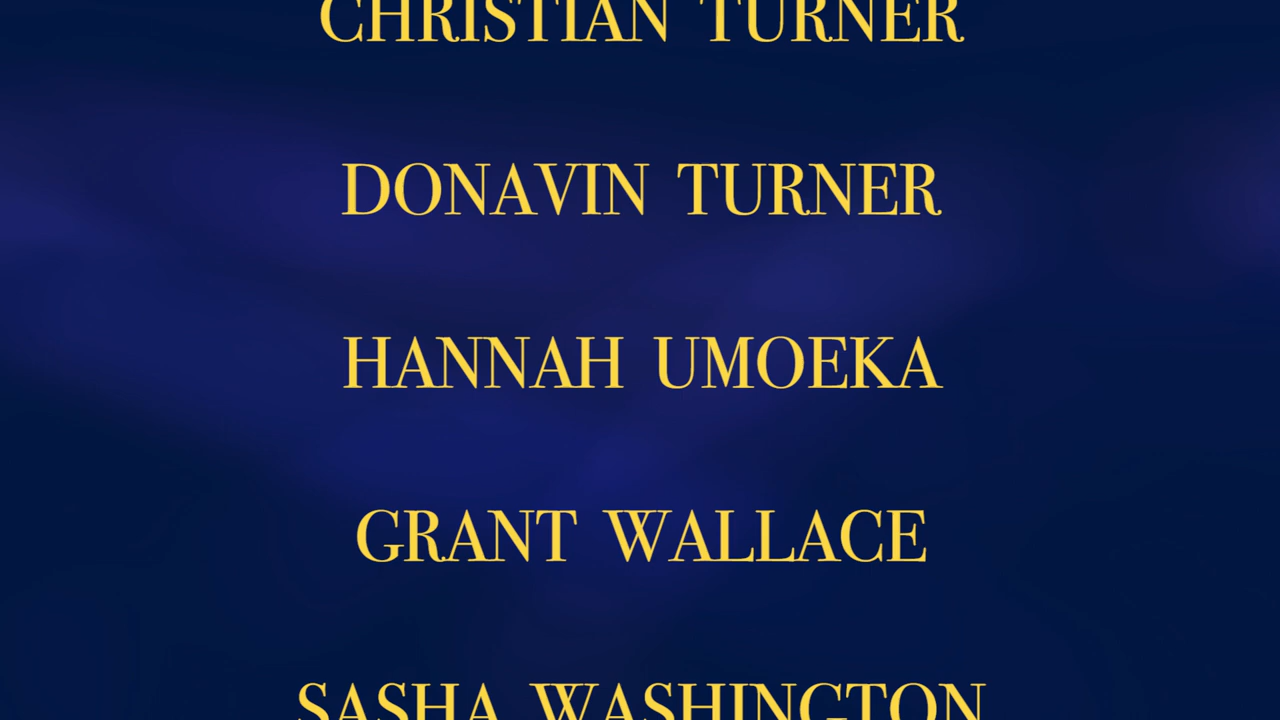 CHRISTIAN TURNER
DONAVIN TURNER
HANNAH UMOEKA
GRANT WALLACE
SASHA WASHINGTON